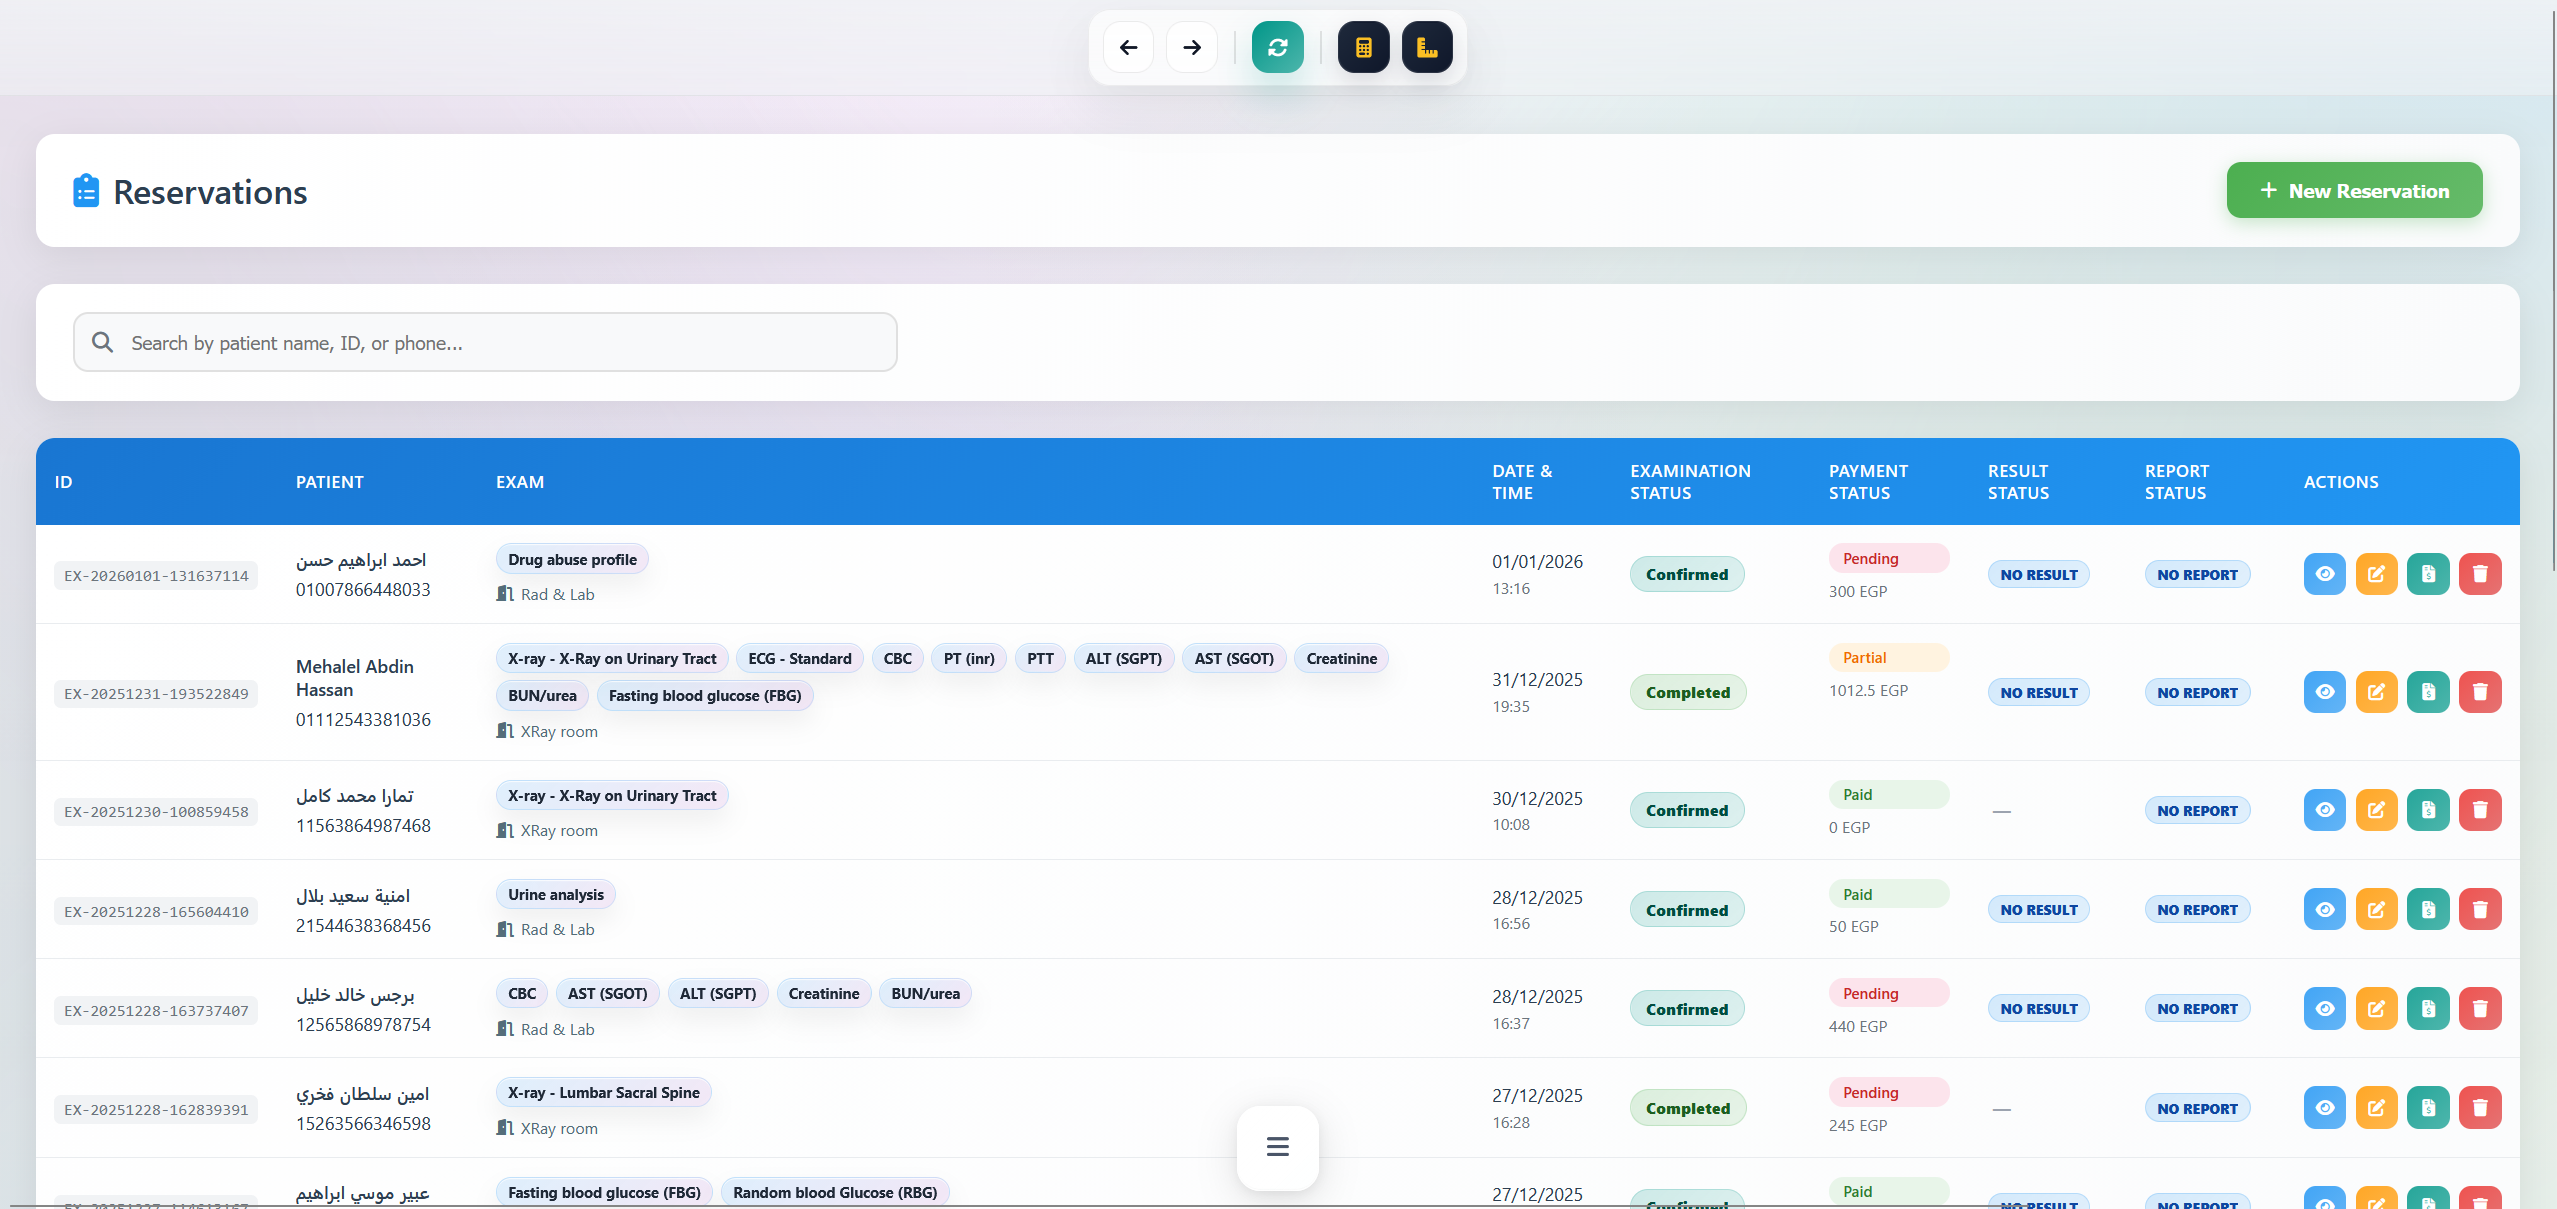 Reservations
+ New Reservation
Search by patient name, ID, or phone...
ID PATIENT EXAM DATE & TIME EXAMINATION STATUS PAYMENT STATUS RESULT STATUS REPORT STATUS ACTIONS
EX-20260101-131637114
احمد ابراهيم حسن
01007866448033
Drug abuse profile
Rad & Lab
01/01/2026
13:16
Confirmed
Pending
300 EGP
NO RESULT
NO REPORT
EX-20251231-193522849
Mehalel Abdin
Hassan
01112543381036
X-ray - X-Ray on Urinary Tract ECG - Standard CBC PT (inr) PTT ALT (SGPT) AST (SGOT) Creatinine
BUN/urea Fasting blood glucose (FBG)
XRay room
31/12/2025
19:35
Completed
Partial
1012.5 EGP
NO RESULT
NO REPORT
EX-20251230-100859458
تمارا محمد كامل
11563864987468
X-ray - X-Ray on Urinary Tract
XRay room
30/12/2025
10:08
Confirmed
Paid
0 EGP
—
NO REPORT
EX-20251228-165604410
امنية سعيد بلال
21544638368456
Urine analysis
Rad & Lab
28/12/2025
16:56
Confirmed
Paid
50 EGP
NO RESULT
NO REPORT
EX-20251228-163737407
برجس خالد خليل
12565868978754
CBC AST (SGOT) ALT (SGPT) Creatinine BUN/urea
Rad & Lab
28/12/2025
16:37
Confirmed
Pending
440 EGP
NO RESULT
NO REPORT
EX-20251228-162839391
امين سلطان فخري
15263566346598
X-ray - Lumbar Sacral Spine
XRay room
27/12/2025
16:28
Completed
Pending
245 EGP
—
NO REPORT
عبير موسي ابراهيم
Fasting blood glucose (FBG) Random blood Glucose (RBG)
27/12/2025
Confirmed
Paid
NO RESULT
NO REPORT